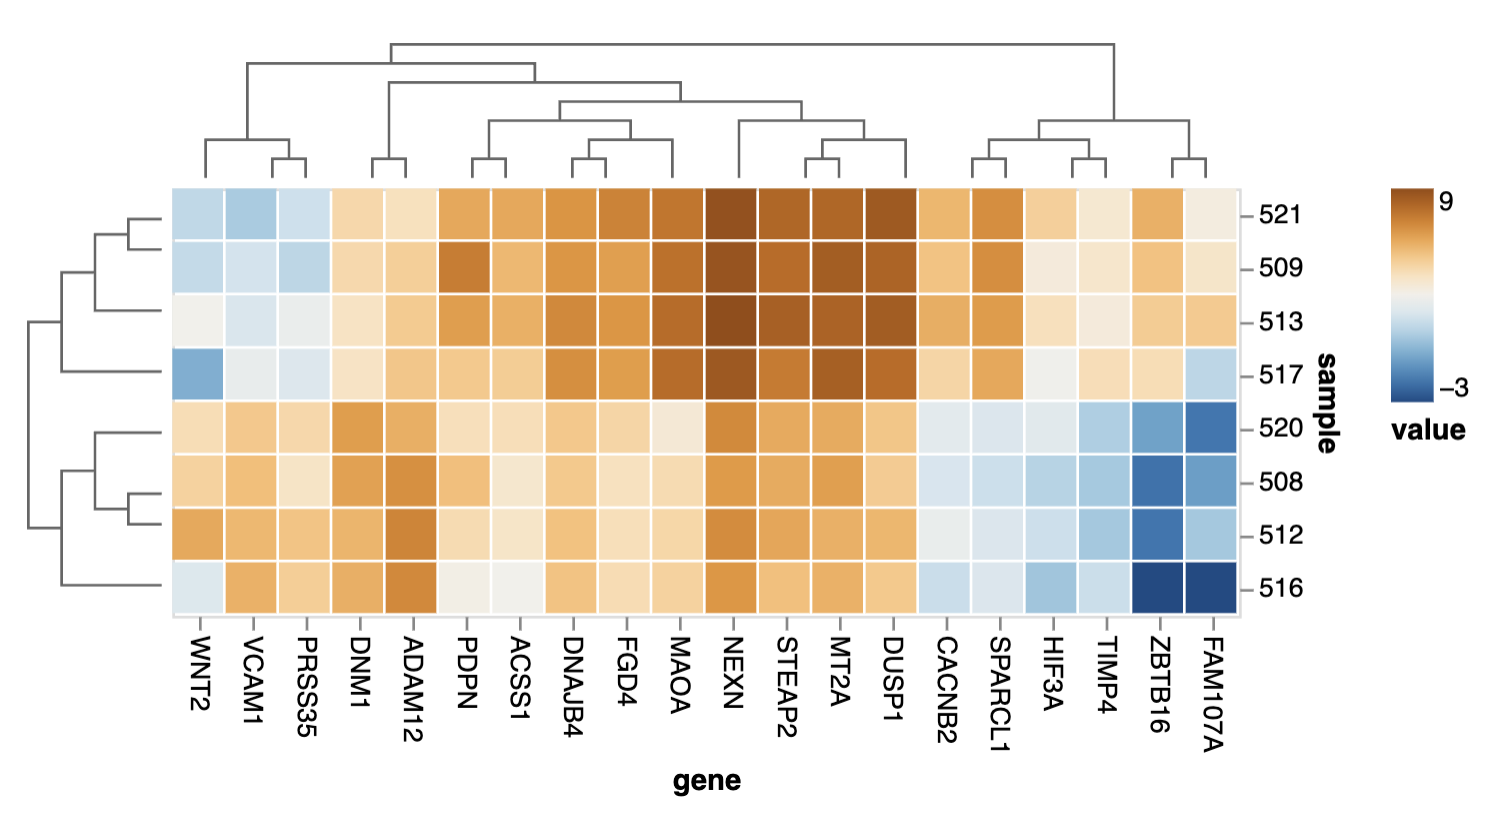 521
509
513
517
520
508
512
516
sample
9
−3
value
WNT2
VCAM1
PRSS35
DNM1
ADAM12
PDPN
ACSS1
DNAJB4
FGD4
MAOA
NEXN
STEAP2
MT2A
DUSP1
CACNB2
SPARCL1
HIF3A
TIMP4
ZBTB16
FAM107A
gene